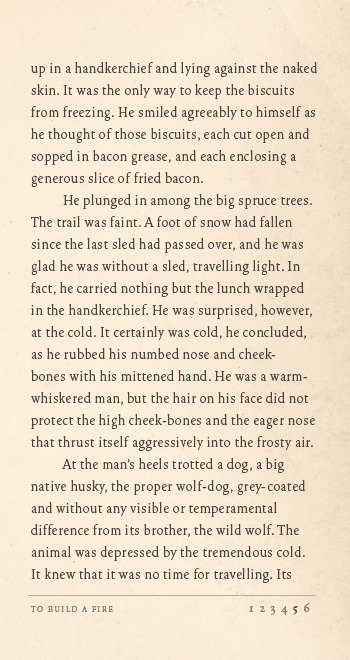 up in a handkerchief and lying against the naked
skin. It was the only way to keep the biscuits
from freezing. He smiled agreeably to himself as
he thought of those biscuits, each cut open and
sopped in bacon grease, and each enclosing a
generous slice of fried bacon.
He plunged in among the big spruce trees.
The trail was faint. A foot of snow had fallen
since the last sled had passed over, and he was
glad he was without a sled, travelling light. In
fact, he carried nothing but the lunch wrapped
in the handkerchief. He was surprised, however,
at the cold. It certainly was cold, he concluded,
as he rubbed his numbed nose and cheek-
bones with his mittened hand. He was a warm-
whiskered man, but the hair on his face did not
protect the high cheek-bones and the eager nose
that thrust itself aggressively into the frosty air.
At the man's heels trotted a dog, a big
native husky, the proper wolf-dog, grey-coated
and without any visible or temperamental
difference from its brother, the wild wolf. The
animal was depressed by the tremendous cold.
It knew that it was no time for travelling. Its
TO BUILD A FIRE 1 2 3 4 5 6